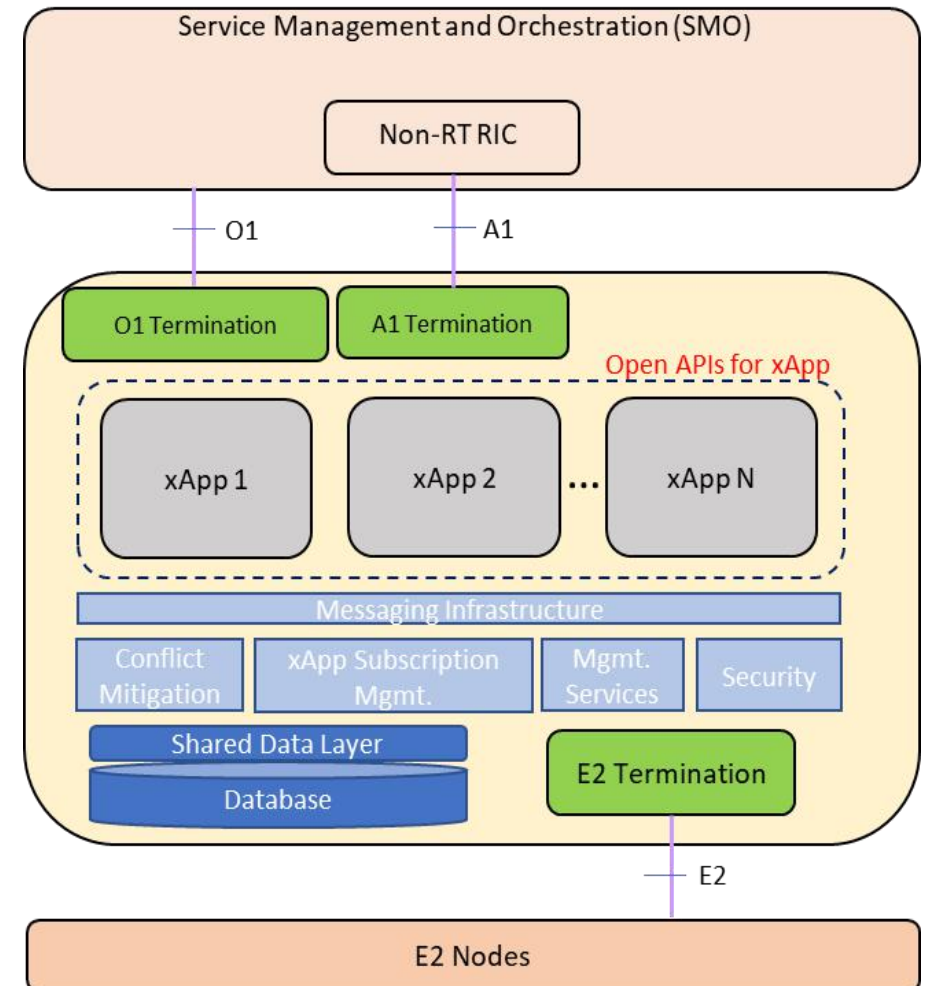 Service Management and Orchestration (SMO)
Non-RT RIC
O1
A1
O1 Termination
A1 Termination
Open APIs for xApp
xApp 1
xApp 2
...
xApp N
Messaging Infrastructure
Conflict
Mitigation
xApp Subscription
Mgmt.
Mgmt.
Services
Security
Shared Data Layer
Database
E2 Termination
E2
E2 Nodes